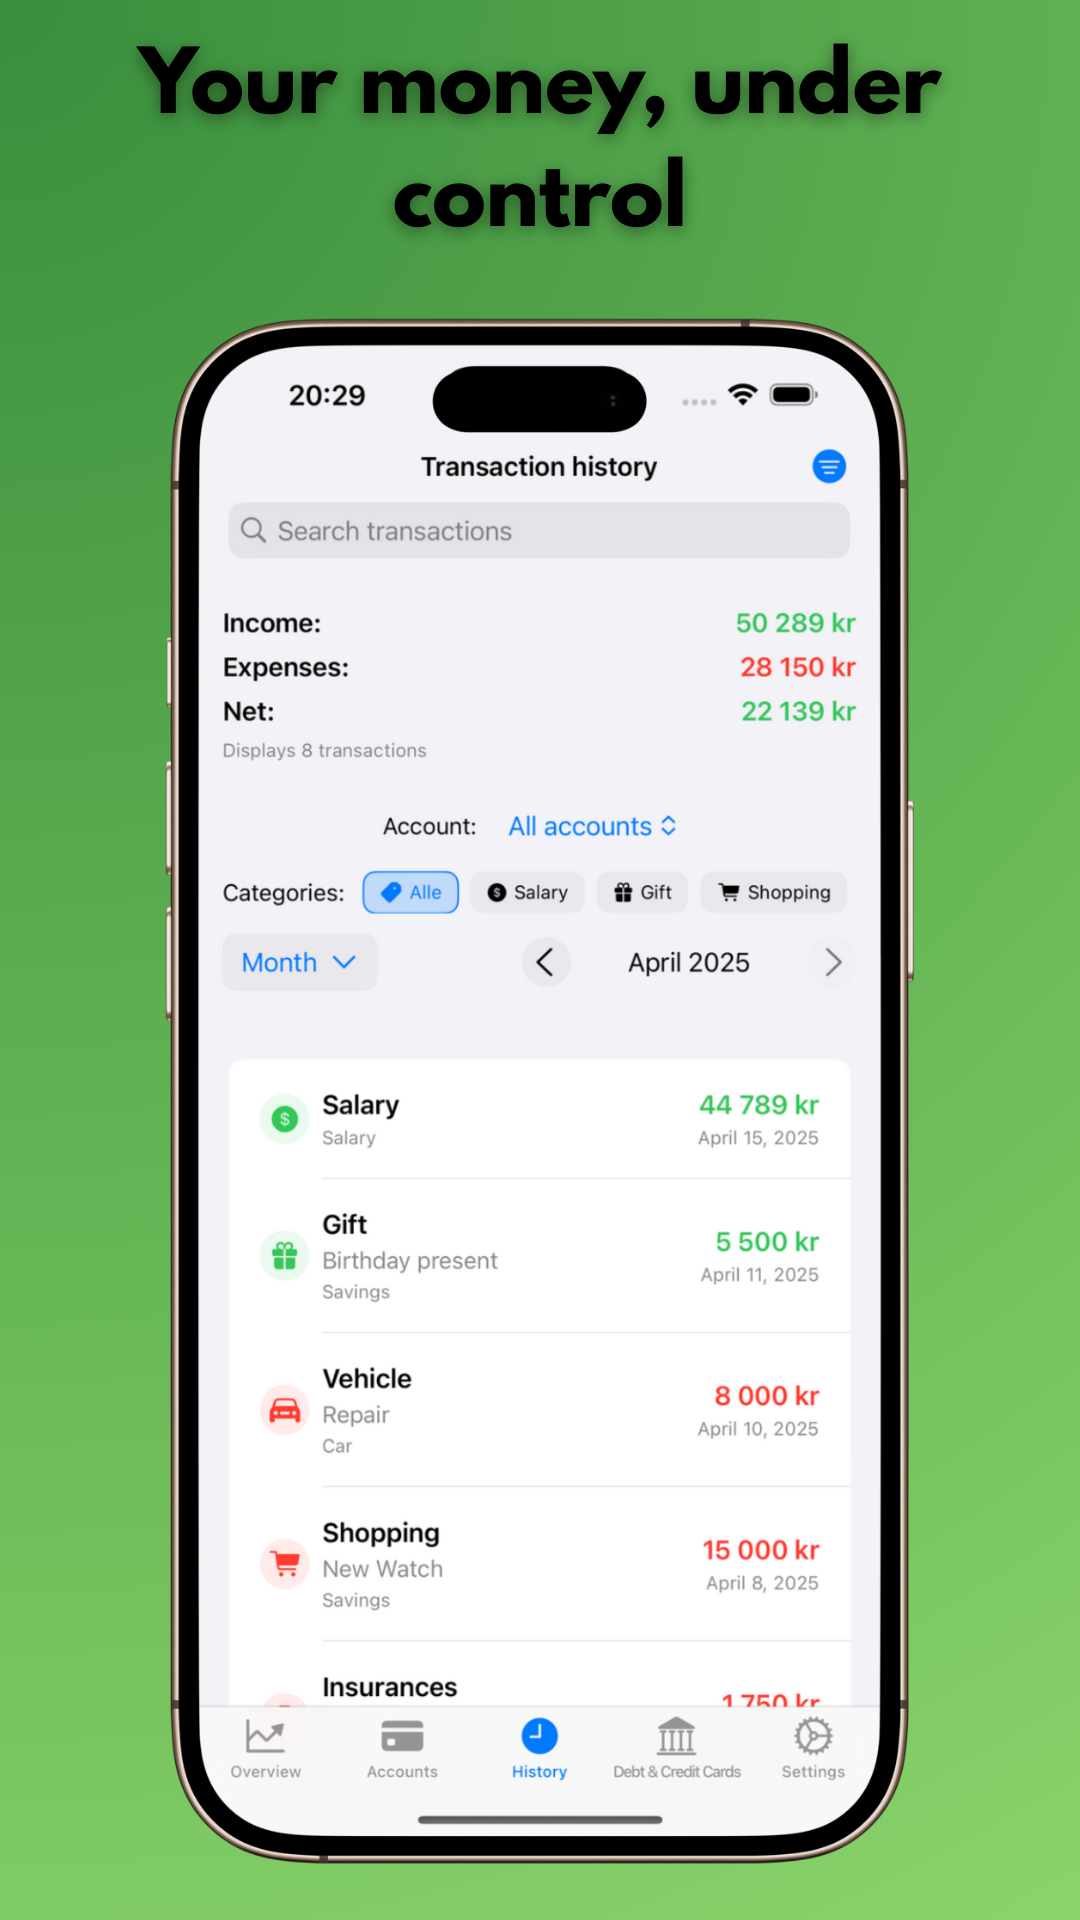 Your money, under
control
20:29
Transaction history
Search transactions
Income: 50 289 kr
Expenses: 28 150 kr
Net: 22 139 kr
Displays 8 transactions
Account: All accounts
Categories: Alle Salary Gift Shopping
Month April 2025
Salary 44 789 kr
Salary April 15, 2025
Gift 5 500 kr
Birthday present April 11, 2025
Savings
Vehicle 8 000 kr
Repair April 10, 2025
Car
Shopping 15 000 kr
New Watch April 8, 2025
Savings
Insurances 1 750 kr
Overview Accounts History Debt & Credit Cards Settings